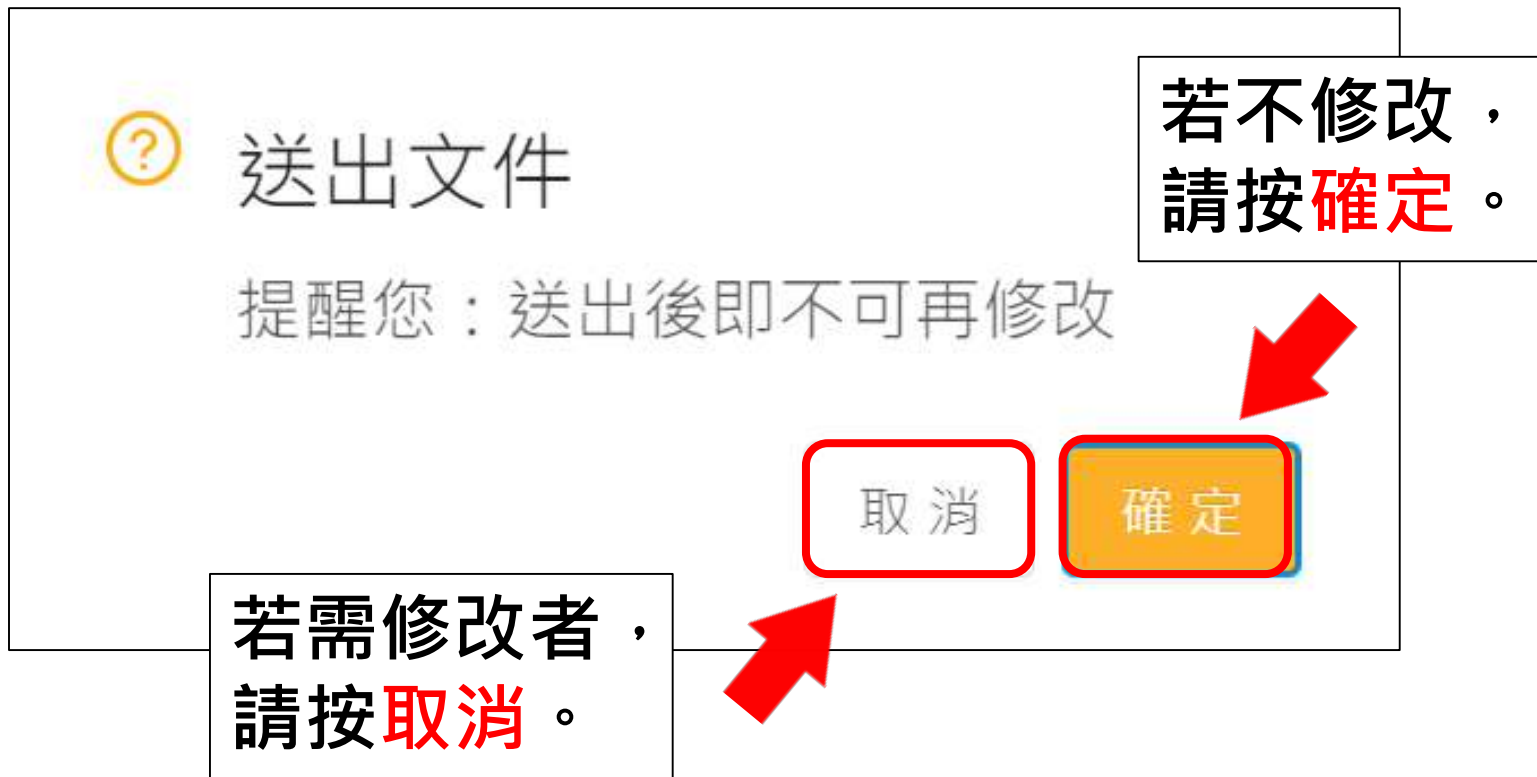 若不修改，
請按確定。
?
送出文件
提醒您：送出後即不可再修改
取消
確定
若需修改者，
請按取消。